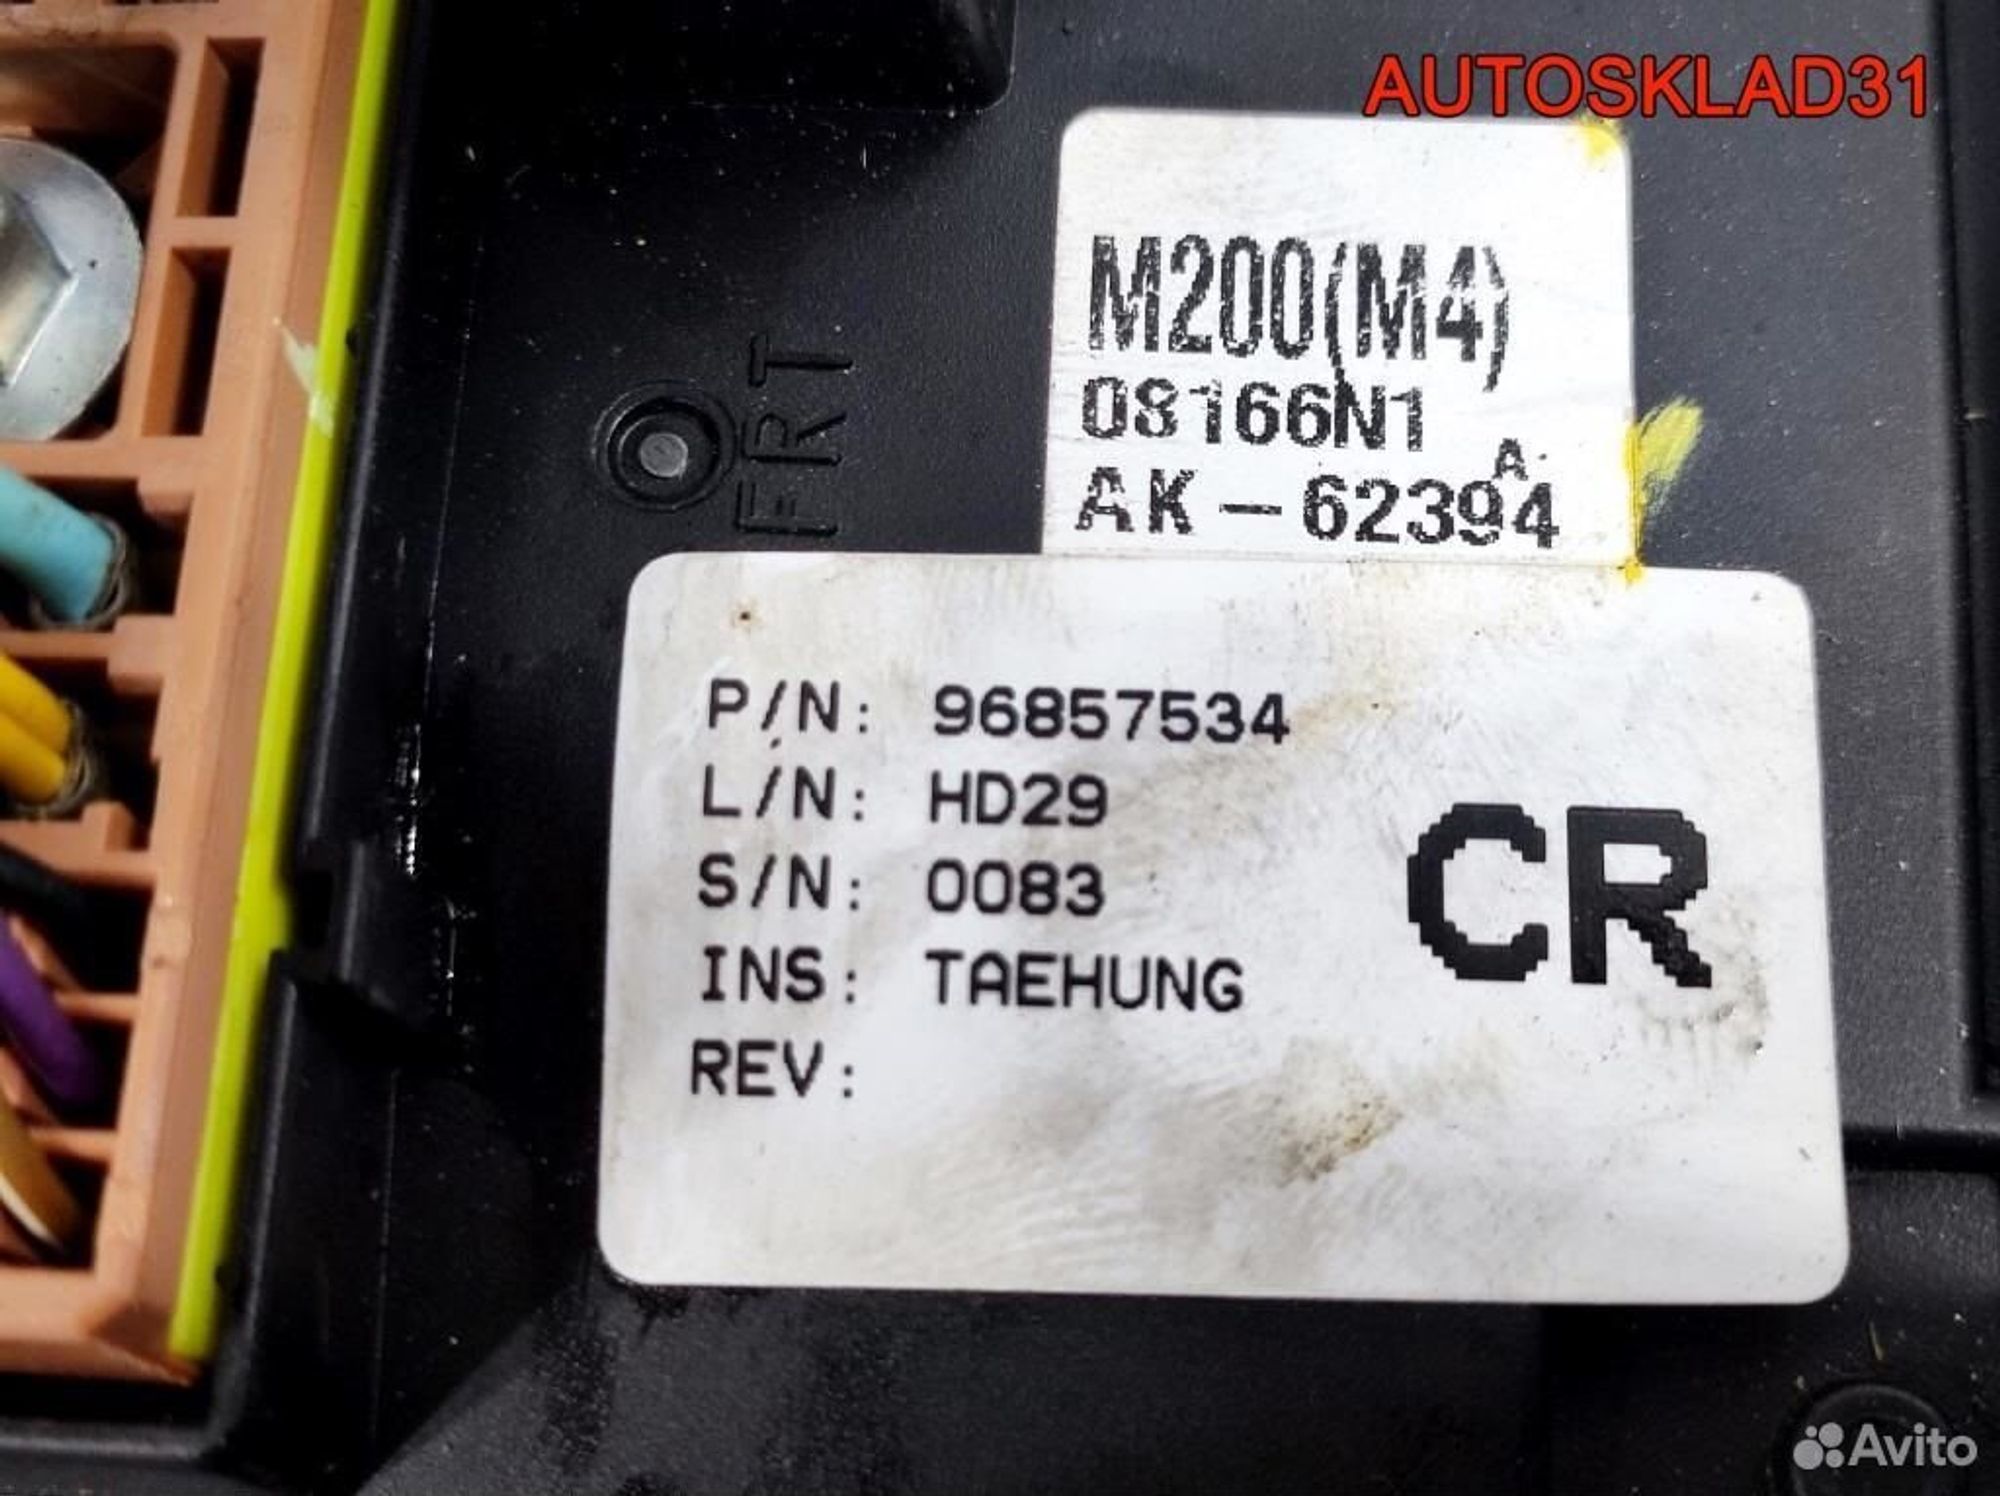 AUTOSKLAD31
M200(M4)
08166N1
A
AK-62394
FRT
P/N: 96857534
L/N: HD29
S/N: 0083
INS: TAEHUNG
REV:
CR
Avito